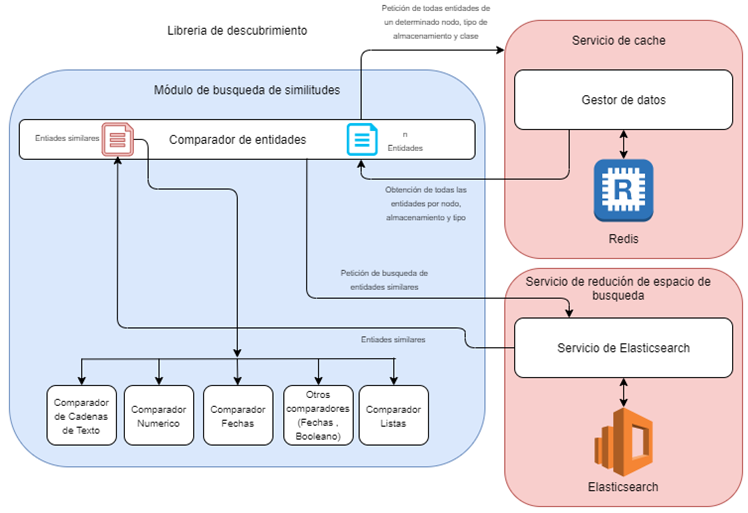 Petición de todas entidades de
un determinado nodo, tipo de
almacenamiento y clase
Libreria de descubrimiento
Servicio de cache
Módulo de busqueda de similitudes
Gestor de datos
Entiades similares
Comparador de entidades
n
Entidades
Obtención de todas las
entidades por nodo,
almacenamiento y tipo
R
Redis
Petición de busqueda de
entidades similares
Servicio de redución de espacio de
busqueda
Entiades similares
Servicio de Elasticsearch
Comparador
de Cadenas
de Texto
Comparador
Numerico
Comparador
Fechas
Otros
comparadores
(Fechas ,
Booleano)
Comparador
Listas
Elasticsearch